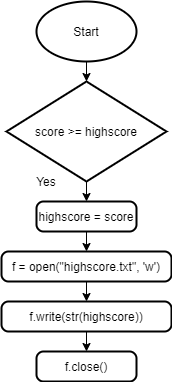 Start
score >= highscore
Yes
highscore = score
f = open("highscore.txt", 'w')
f.write(str(highscore))
f.close()